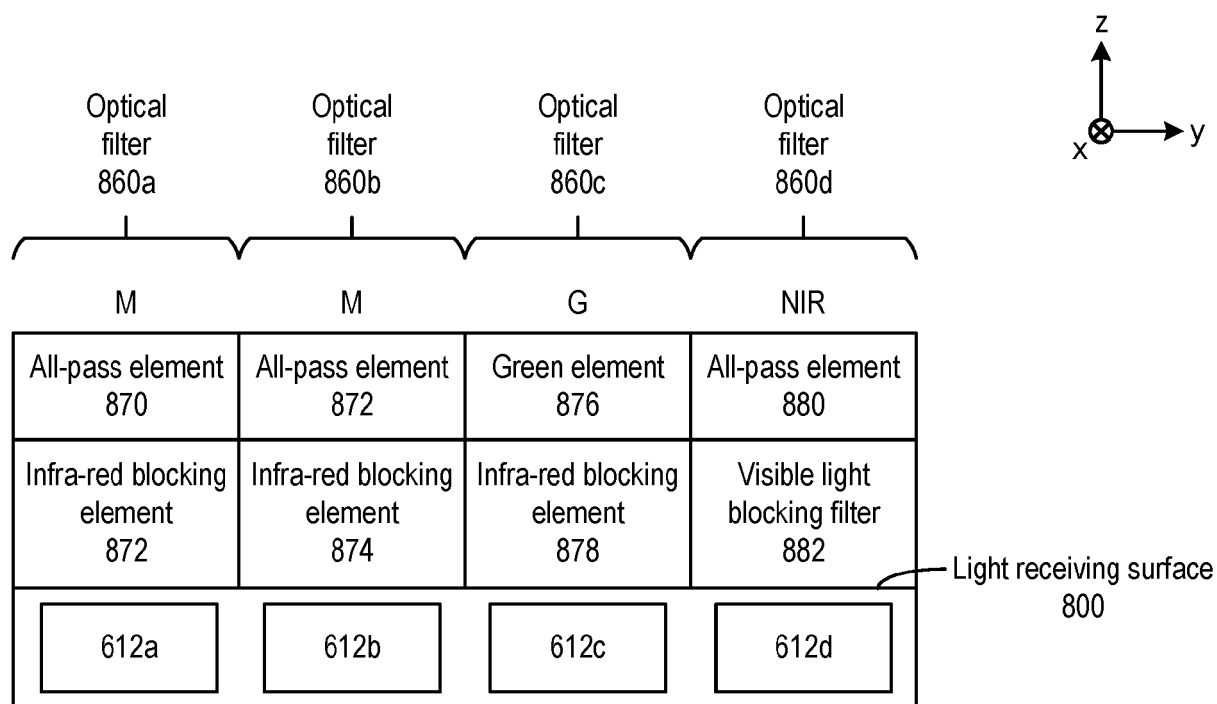 z
x
y
Optical
filter
860a
Optical
filter
860b
Optical
filter
860c
Optical
filter
860d
M
M
G
NIR
All-pass element
870
All-pass element
872
Green element
876
All-pass element
880
Infra-red blocking
element
872
Infra-red blocking
element
874
Infra-red blocking
element
878
Visible light
blocking filter
882
Light receiving surface
800
612a
612b
612c
612d